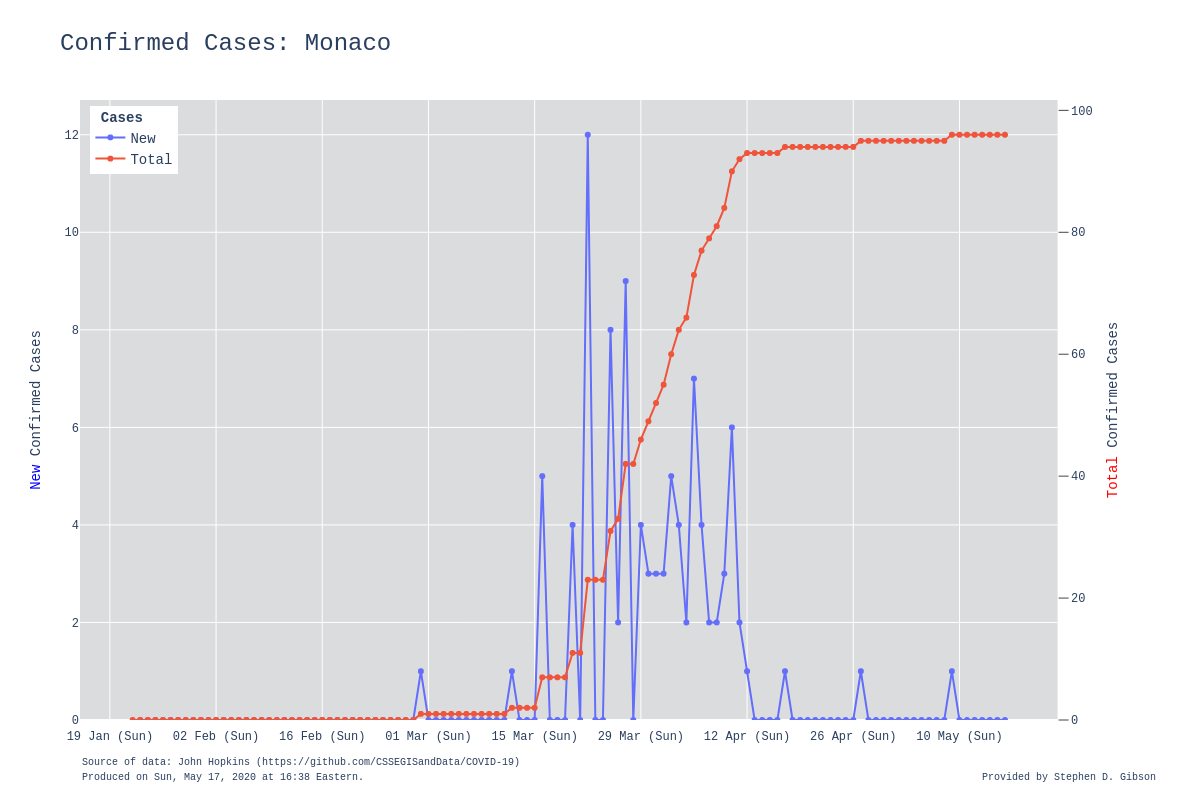 Confirmed Cases: Monaco
Cases
New
Total
12
10
8
6
4
2
0
100
80
60
40
20
0
New Confirmed Cases
Total Confirmed Cases
19 Jan (Sun) 02 Feb (Sun) 16 Feb (Sun) 01 Mar (Sun) 15 Mar (Sun) 29 Mar (Sun) 12 Apr (Sun) 26 Apr (Sun) 10 May (Sun)
Source of data: John Hopkins (https://github.com/CSSEGISandData/COVID-19)
Produced on Sun, May 17, 2020 at 16:38 Eastern.
Provided by Stephen D. Gibson